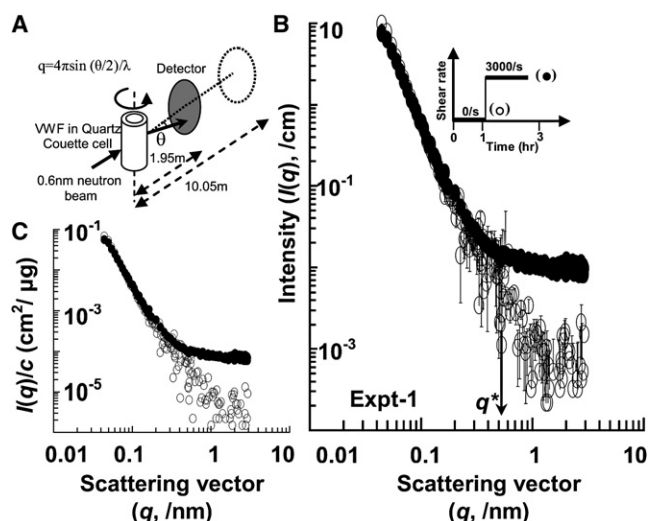 A
q=4πsin (θ/2)/λ
Detector
VWF in Quartz
Couette cell
θ
1.95m
10.05m
0.6nm neutron
beam
B
10
10⁻¹
10⁻³
Intensity (I(q), /cm)
Shear rate
3000/s
(●)
0/s
(○)
0 1 3
Time (hr)
Expt-1
q*
0.01 0.1 1 10
Scattering vector
(q, /nm)
C
10⁻¹
10⁻³
10⁻⁵
I(q)/c (cm²/ µg)
0.01 0.1 1 10
Scattering vector
(q, /nm)